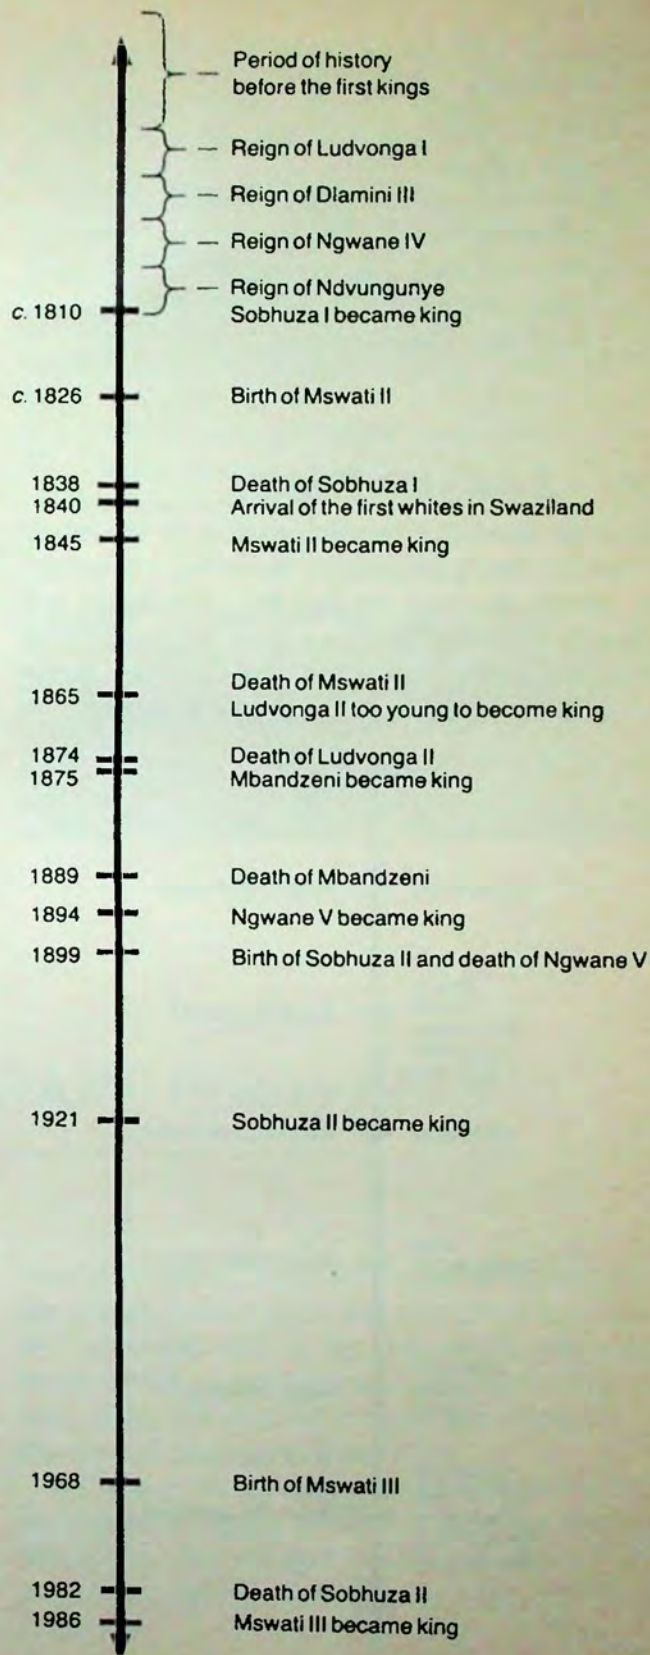 Period of history
before the first kings
Reign of Ludvonga I
Reign of Dlamini III
Reign of Ngwane IV
Reign of Ndvungunye
c. 1810 Sobhuza I became king
c. 1826 Birth of Mswati II
1838 Death of Sobhuza I
1840 Arrival of the first whites in Swaziland
1845 Mswati II became king
Death of Mswati II
1865 Ludvonga II too young to become king
1874 Death of Ludvonga II
1875 Mbandzeni became king
1889 Death of Mbandzeni
1894 Ngwane V became king
1899 Birth of Sobhuza II and death of Ngwane V
1921 Sobhuza II became king
1968 Birth of Mswati III
1982 Death of Sobhuza II
1986 Mswati III became king